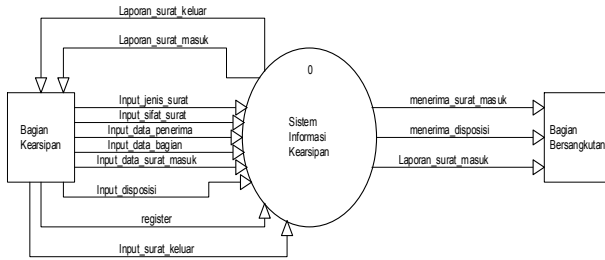 Laporan_surat_keluar
Laporan_surat_masuk
0
Input_jenis_surat
Input_sifat_surat
Input_data_penerima
Input_data_bagian
Input_data_surat_masuk
Input_disposisi
register
Input_surat_keluar
Bagian
Kearsipan
Sistem
Informasi
Kearsipan
menerima_surat_masuk
menerima_disposisi
Laporan_surat_masuk
Bagian
Bersangkutan